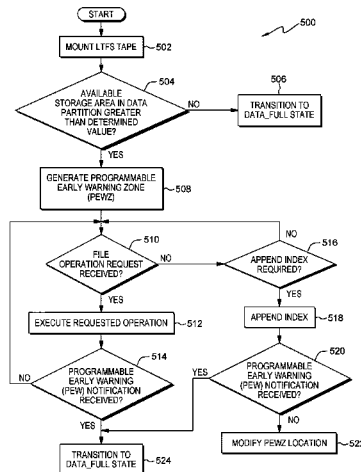 START
500
MOUNT LTFS TAPE
502
504
AVAILABLE
STORAGE AREA IN DATA
PARTITION GREATER
THAN DETERMINED
VALUE?
NO
506
TRANSITION TO
DATA_FULL STATE
YES
GENERATE PROGRAMMABLE
EARLY WARNING ZONE
(PEWZ)
508
510
FILE
OPERATION REQUEST
RECEIVED?
NO
NO
516
APPEND INDEX
REQUIRED?
YES
YES
EXECUTE REQUESTED OPERATION
512
APPEND INDEX
518
514
PROGRAMMABLE
EARLY WARNING
(PEW) NOTIFICATION
RECEIVED?
NO
YES
520
PROGRAMMABLE
EARLY WARNING
(PEW) NOTIFICATION
RECEIVED?
YES
NO
TRANSITION TO
DATA_FULL STATE
524
MODIFY PEWZ LOCATION